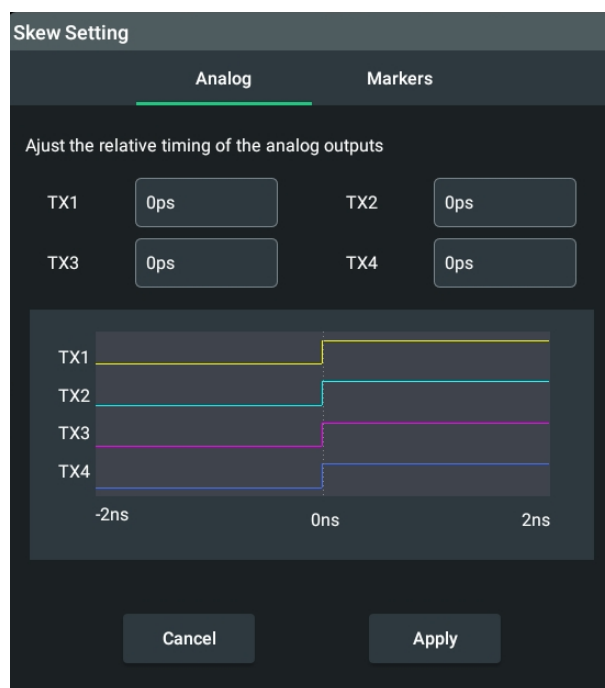 Skew Setting
Analog Markers
Ajust the relative timing of the analog outputs
TX1 0ps TX2 0ps
TX3 0ps TX4 0ps
TX1
TX2
TX3
TX4
-2ns 0ns 2ns
Cancel Apply